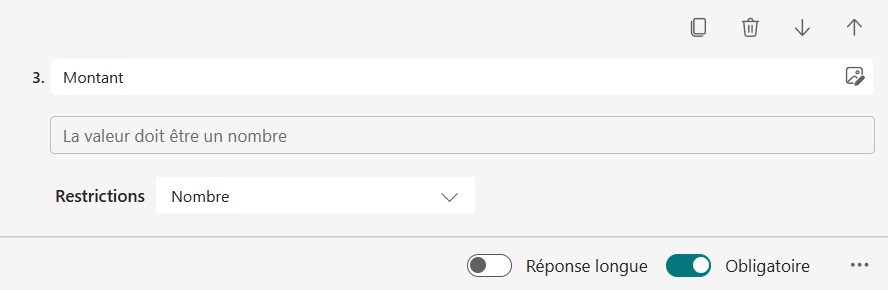 3. Montant
La valeur doit être un nombre
Restrictions Nombre
Réponse longue Obligatoire